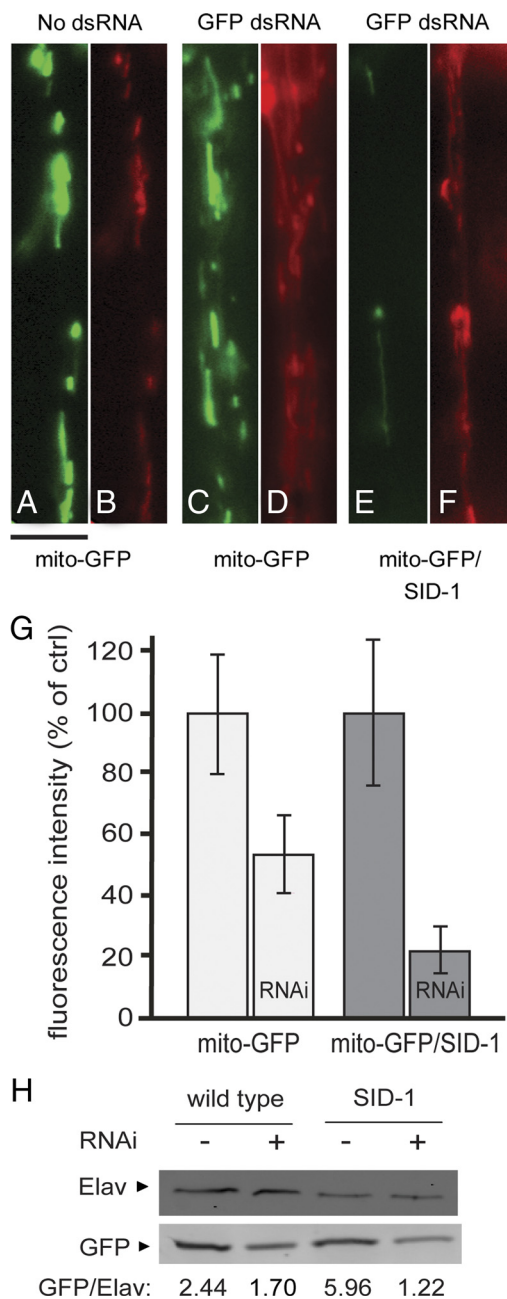 No dsRNA GFP dsRNA GFP dsRNA
A B C D E F
mito-GFP mito-GFP mito-GFP/
SID-1
G
fluorescence intensity (% of ctrl)
120
100
80
60
40
20
0
RNAi RNAi
mito-GFP mito-GFP/SID-1
H
wild type SID-1
RNAi - + - +
Elav
GFP
GFP/Elav: 2.44 1.70 5.96 1.22